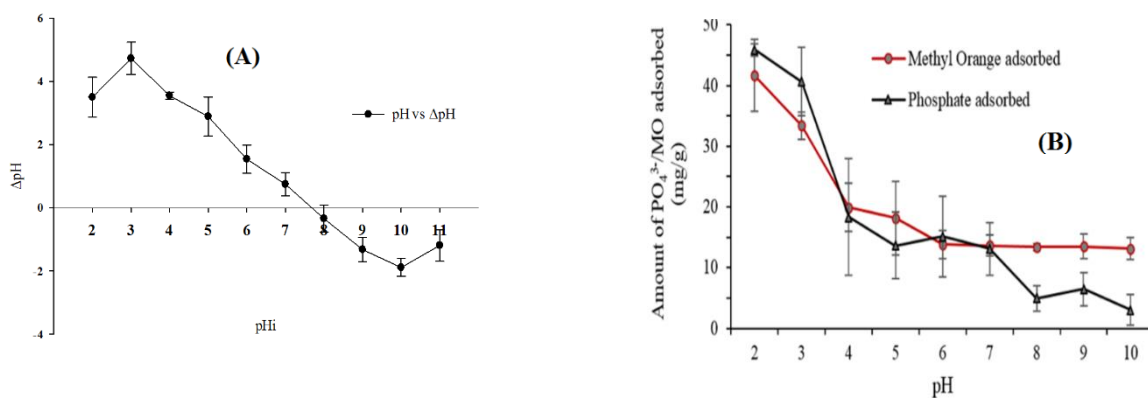 (A)
6
4
2
0
-2
-4
ΔpH
pH vs ΔpH
2 3 4 5 6 7 8 9 10 11
pHi
(B)
50
40
30
20
10
0
Amount of PO₄³⁻/MO adsorbed
(mg/g)
Methyl Orange adsorbed
Phosphate adsorbed
2 3 4 5 6 7 8 9 10
pH